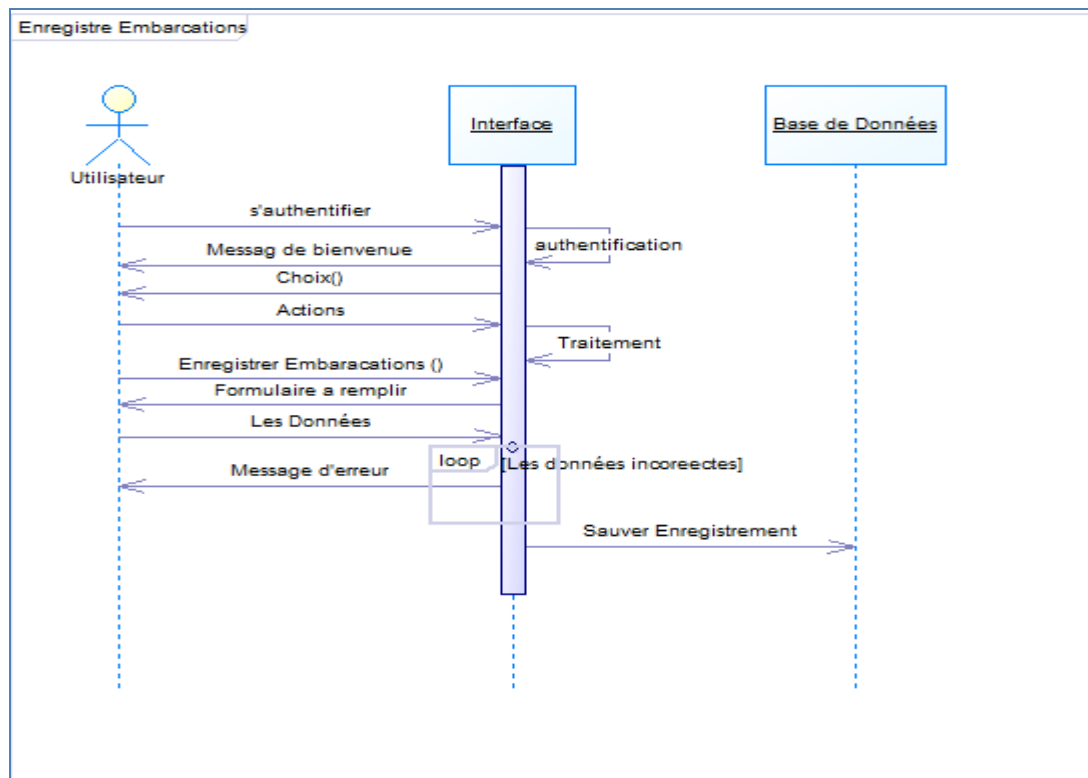 Enregistre Embarcations
Interface
Base de Données
Utilisateur
s'authentifier
authentification
Messag de bienvenue
Choix()
Actions
Traitement
Enregistrer Embaracations ()
Formulaire a remplir
Les Données
loop
[Les données incoreectes]
Message d'erreur
Sauver Enregistrement